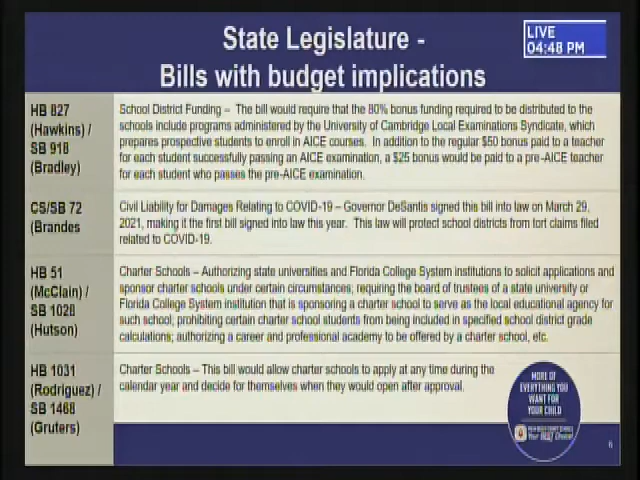 State Legislature -
Bills with budget implications
LIVE
04:48 PM
HB 827
(Hawkins) /
SB 918
(Bradley)
School District Funding – The bill would require that the 80% bonus funding required to be distributed to the
schools include programs administered by the University of Cambridge Local Examinations Syndicate, which
prepares prospective students to enroll in AICE courses. In addition to the regular $50 bonus paid to a teacher
for each student successfully passing an AICE examination, a $25 bonus would be paid to a pre-AICE teacher
for each student who passes the pre-AICE examination.
CS/SB 72
(Brandes
Civil Liability for Damages Relating to COVID-19 – Governor DeSantis signed this bill into law on March 29,
2021, making it the first bill signed into law this year. This law will protect school districts from tort claims filed
related to COVID-19.
HB 51
(McClain) /
SB 1028
(Hutson)
Charter Schools – Authorizing state universities and Florida College System institutions to solicit applications and
sponsor charter schools under certain circumstances; requiring the board of trustees of a state university or
Florida College System institution that is sponsoring a charter school to serve as the local educational agency for
such school; prohibiting certain charter school students from being included in specified school district grade
calculations; authorizing a career and professional academy to be offered by a charter school, etc.
HB 1031
(Rodriguez) /
SB 1468
(Gruters)
Charter Schools – This bill would allow charter schools to apply at any time during the
calendar year and decide for themselves when they would open after approval.
MORE OF
EVERYTHING YOU
WANT FOR
YOUR CHILD
Your BEST Choice!
6